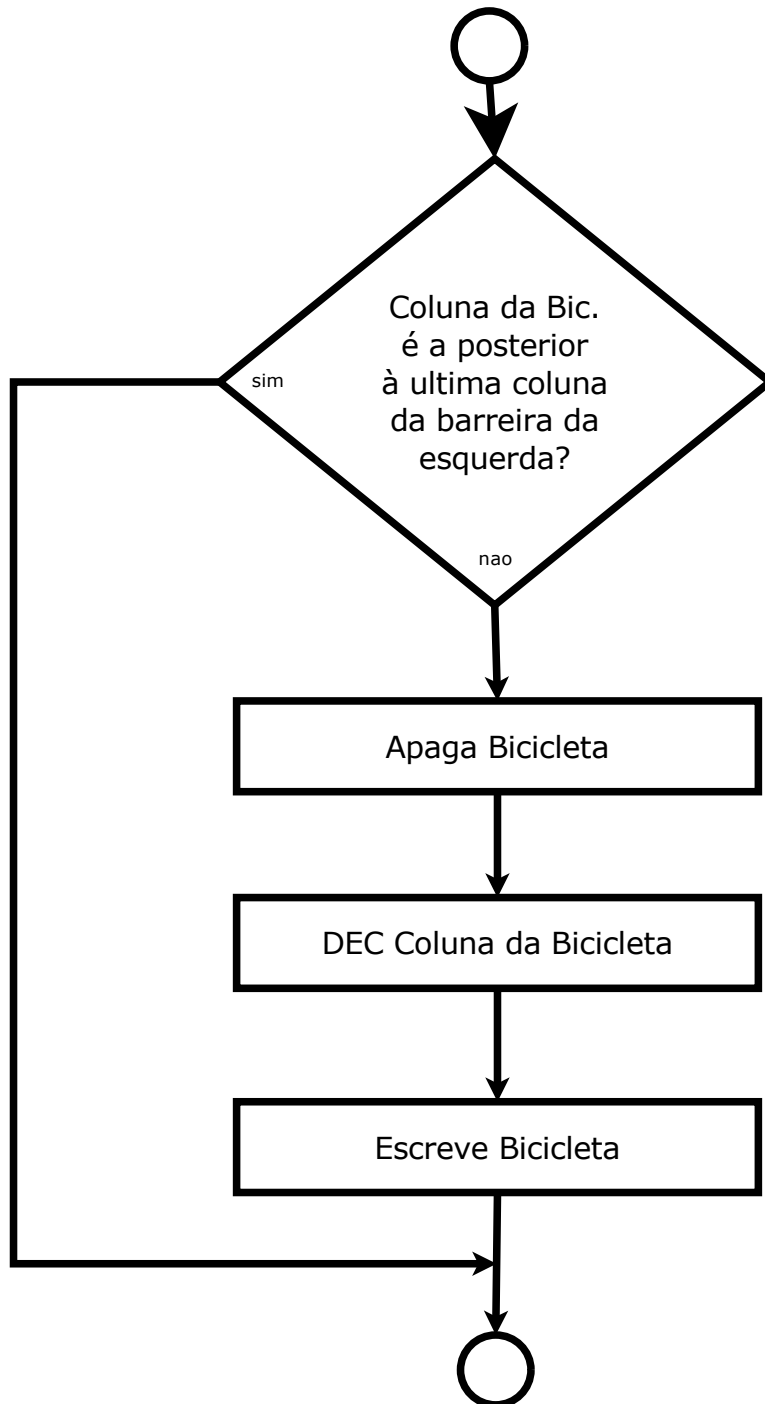 Coluna da Bic.
é a posterior
à ultima coluna
da barreira da
esquerda?
sim
nao
Apaga Bicicleta
DEC Coluna da Bicicleta
Escreve Bicicleta